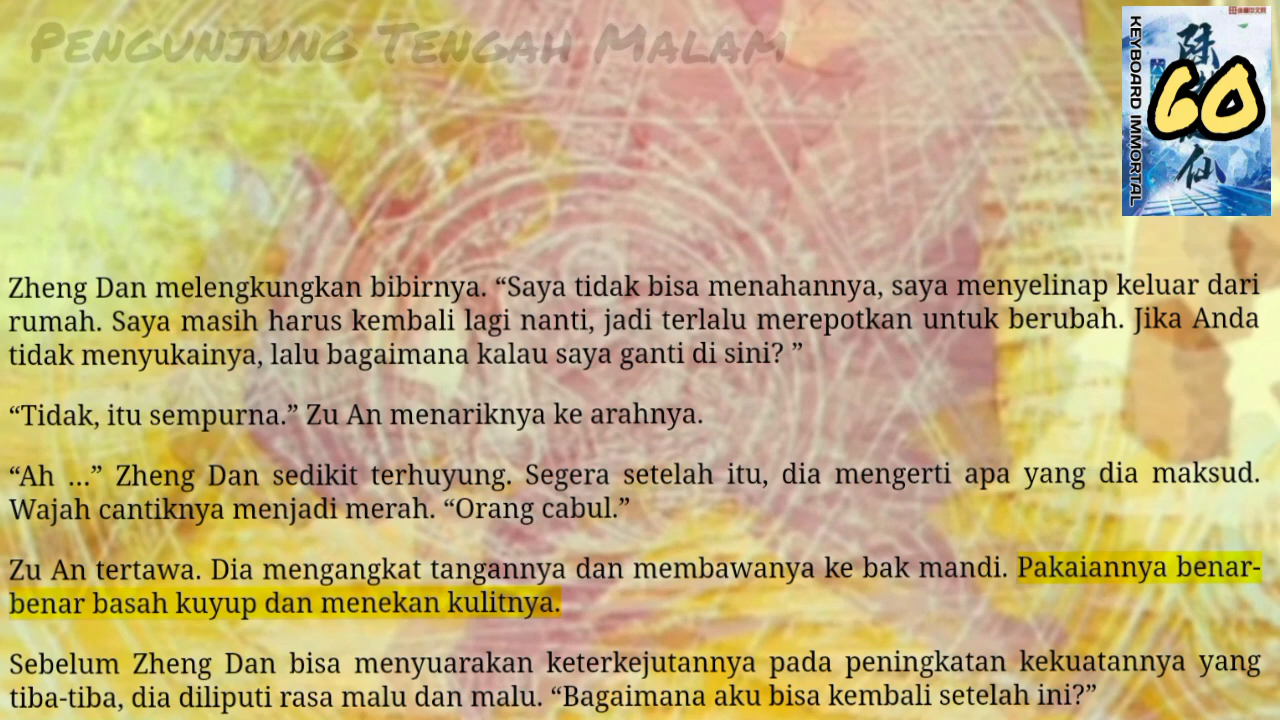 Pengunjung Tengah Malam
KEYBOARD IMMORTAL
60
仙
Zheng Dan melengkungkan bibirnya. “Saya tidak bisa menahannya, saya menyelinap keluar dari
rumah. Saya masih harus kembali lagi nanti, jadi terlalu merepotkan untuk berubah. Jika Anda
tidak menyukainya, lalu bagaimana kalau saya ganti di sini? ”
“Tidak, itu sempurna.” Zu An menariknya ke arahnya.
“Ah …” Zheng Dan sedikit terhuyung. Segera setelah itu, dia mengerti apa yang dia maksud.
Wajah cantiknya menjadi merah. “Orang cabul.”
Zu An tertawa. Dia mengangkat tangannya dan membawanya ke bak mandi. Pakaiannya benar-
benar basah kuyup dan menekan kulitnya.
Sebelum Zheng Dan bisa menyuarakan keterkejutannya pada peningkatan kekuatannya yang
tiba-tiba, dia diliputi rasa malu dan malu. “Bagaimana aku bisa kembali setelah ini?”